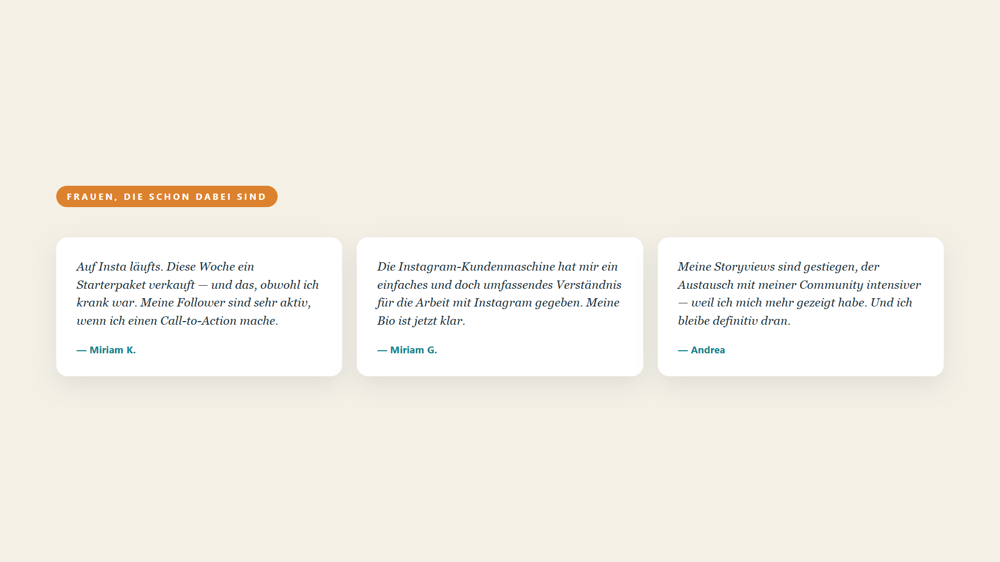 FRAUEN, DIE SCHON DABEI SIND
Auf Insta läufts. Diese Woche ein
Starterpaket verkauft — und das, obwohl ich
krank war. Meine Follower sind sehr aktiv,
wenn ich einen Call-to-Action mache.
— Miriam K.
Die Instagram-Kundenmaschine hat mir ein
einfaches und doch umfassendes Verständnis
für die Arbeit mit Instagram gegeben. Meine
Bio ist jetzt klar.
— Miriam G.
Meine Storyviews sind gestiegen, der
Austausch mit meiner Community intensiver
— weil ich mich mehr gezeigt habe. Und ich
bleibe definitiv dran.
— Andrea